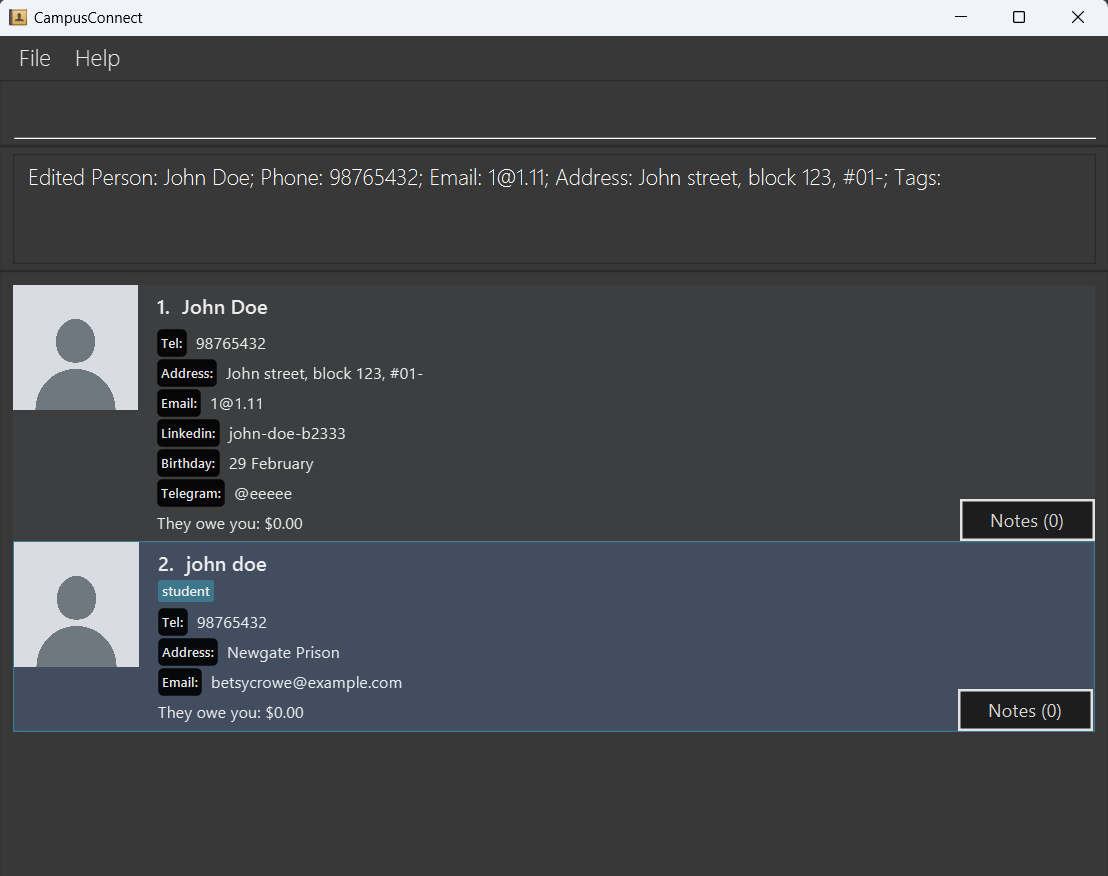 CampusConnect
File Help
Edited Person: John Doe; Phone: 98765432; Email: 1@1.11; Address: John street, block 123, #01-; Tags:
1. John Doe
Tel: 98765432
Address: John street, block 123, #01-
Email: 1@1.11
Linkedin: john-doe-b2333
Birthday: 29 February
Telegram: @eeeee
They owe you: $0.00
Notes (0)
2. john doe
student
Tel: 98765432
Address: Newgate Prison
Email: betsycrowe@example.com
They owe you: $0.00
Notes (0)